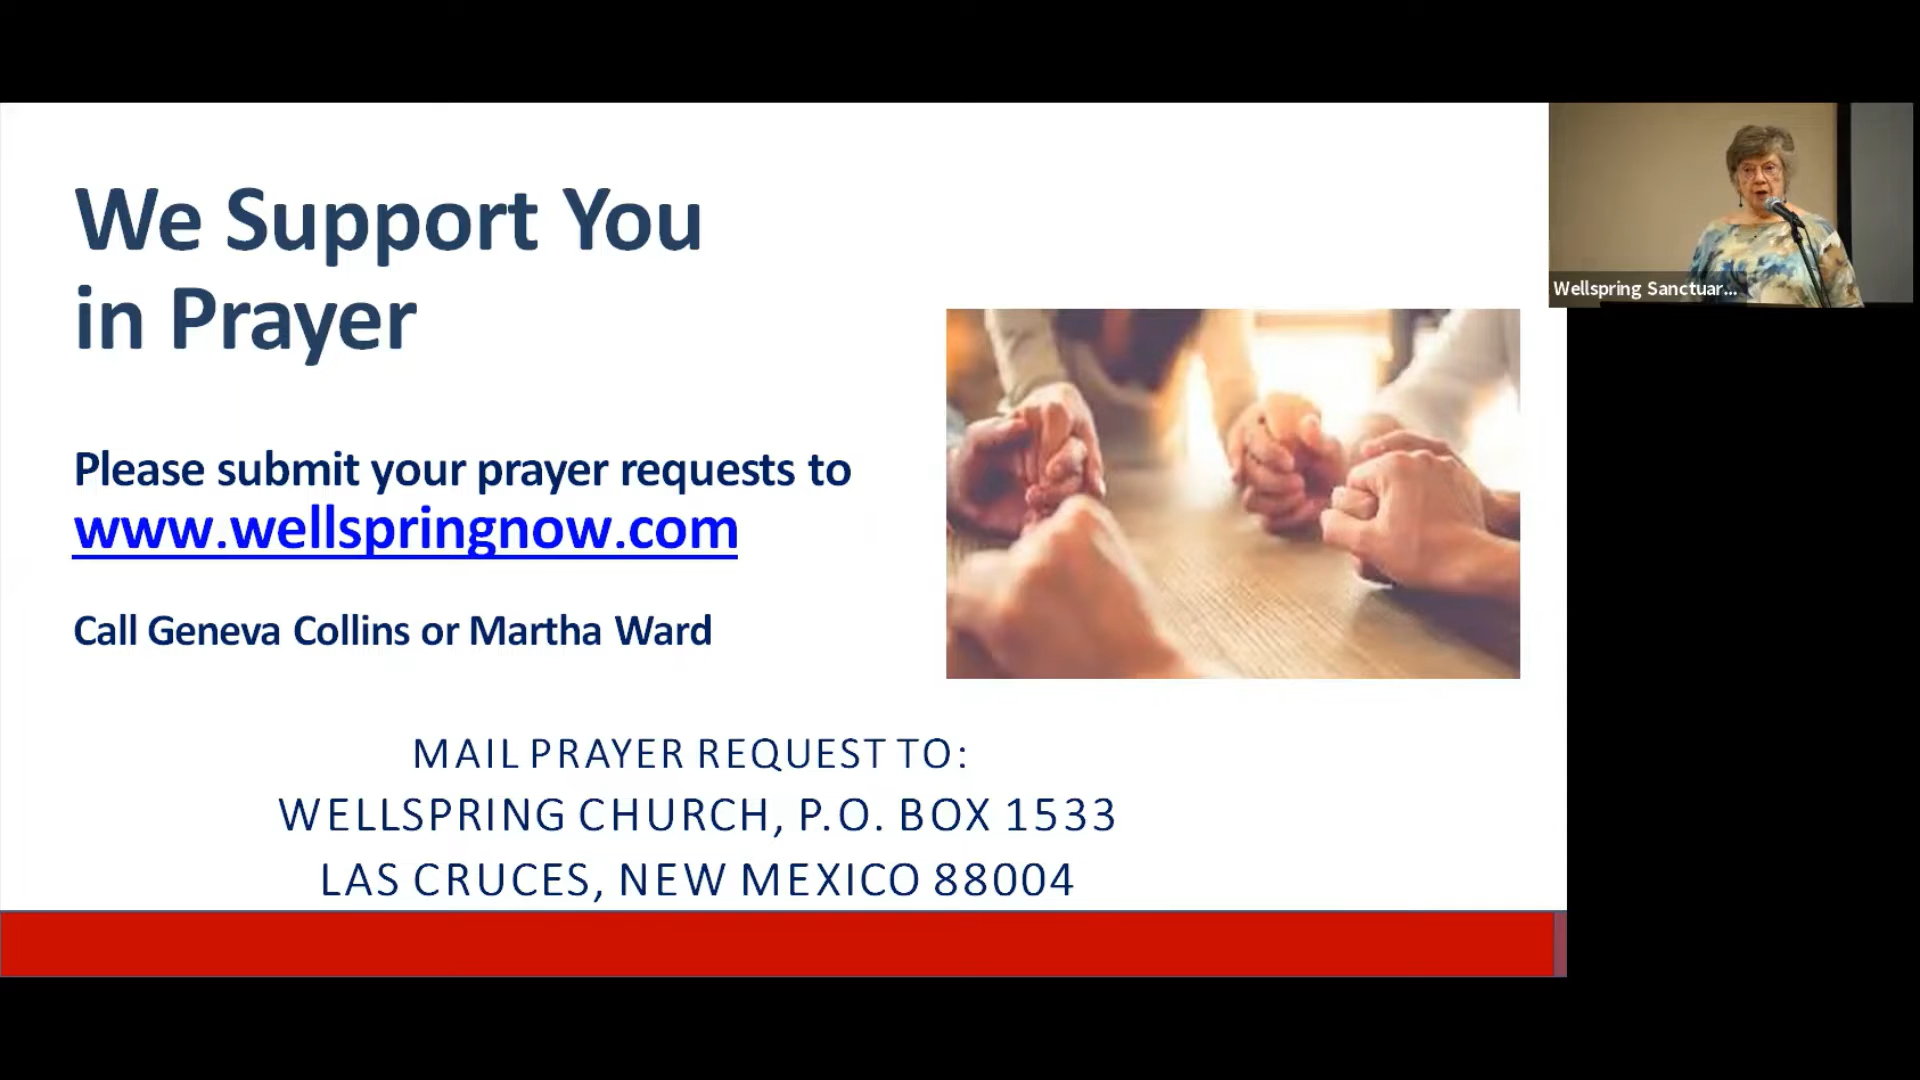 We Support You
in Prayer
Please submit your prayer requests to
www.wellspringnow.com
Call Geneva Collins or Martha Ward
MAIL PRAYER REQUEST TO:
WELLSPRING CHURCH, P.O. BOX 1533
LAS CRUCES, NEW MEXICO 88004
Wellspring Sanctuar...